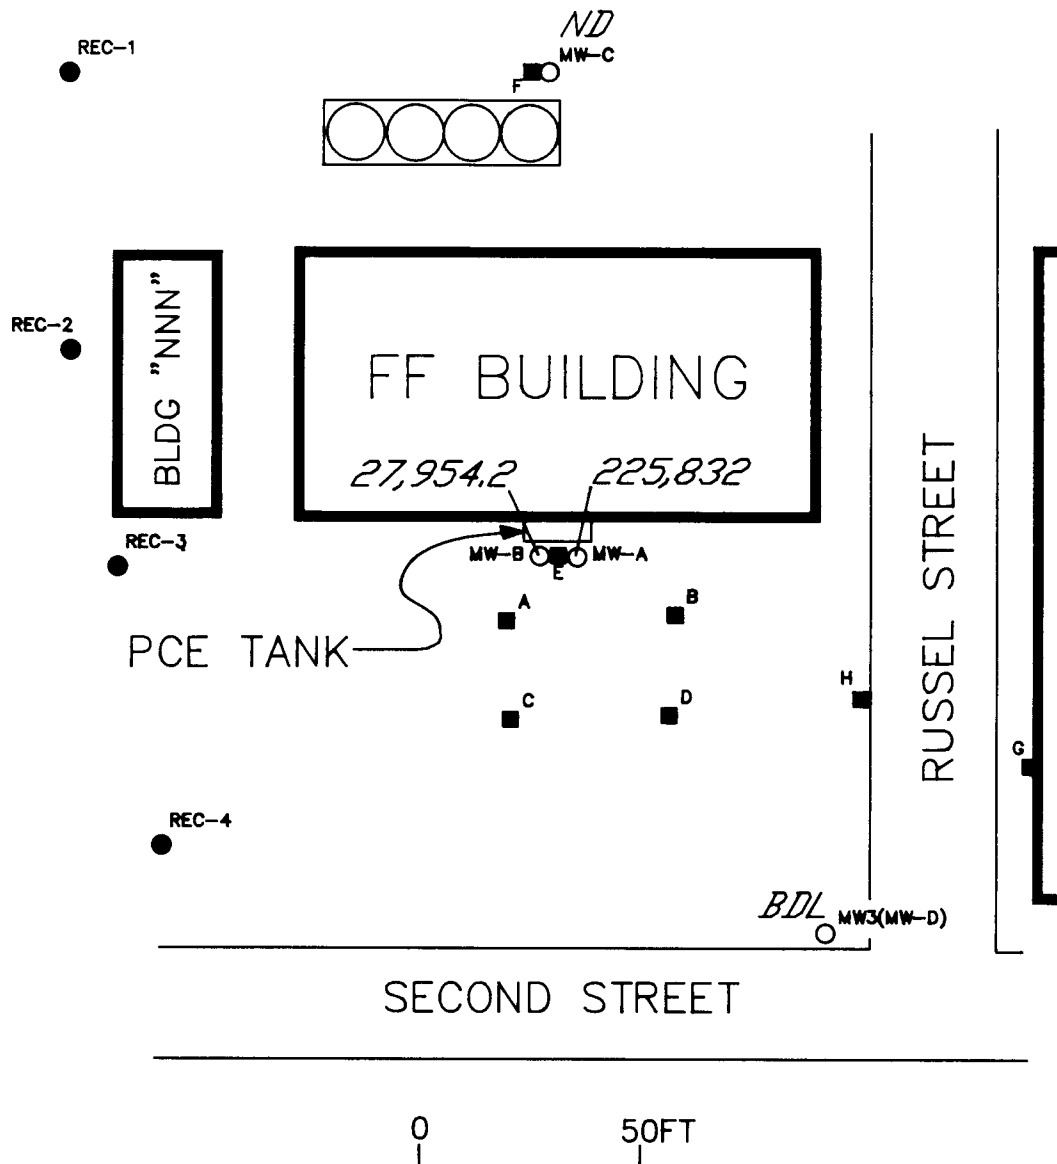 ND
REC-1
MW-C
F
REC-2
BLDG "NNN"
FF BUILDING
27,954.2
225,832
REC-3
MW-B
E
MW-A
A
B
PCE TANK
C
D
H
RUSSEL STREET
G
REC-4
BDL
MW3(MW-D)
SECOND STREET
0
50FT